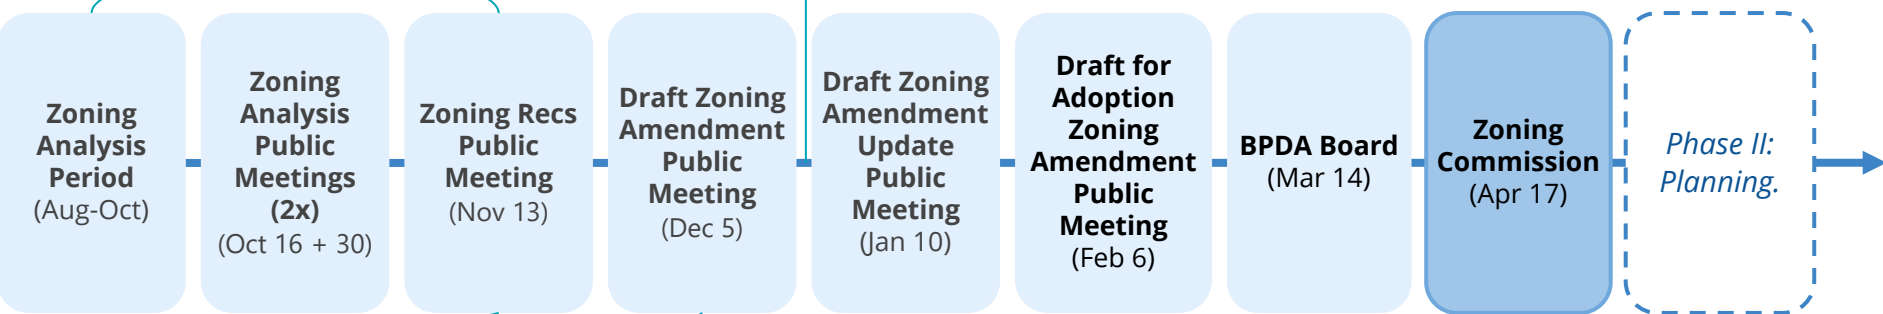 Zoning
Analysis
Period
(Aug-Oct)
Zoning
Analysis
Public
Meetings
(2x)
(Oct 16 + 30)
Zoning Recs
Public
Meeting
(Nov 13)
Draft Zoning
Amendment
Public
Meeting
(Dec 5)
Draft Zoning
Amendment
Update
Public
Meeting
(Jan 10)
Draft for
Adoption
Zoning
Amendment
Public
Meeting
(Feb 6)
BPDA Board
(Mar 14)
Zoning
Commission
(Apr 17)
Phase II:
Planning.